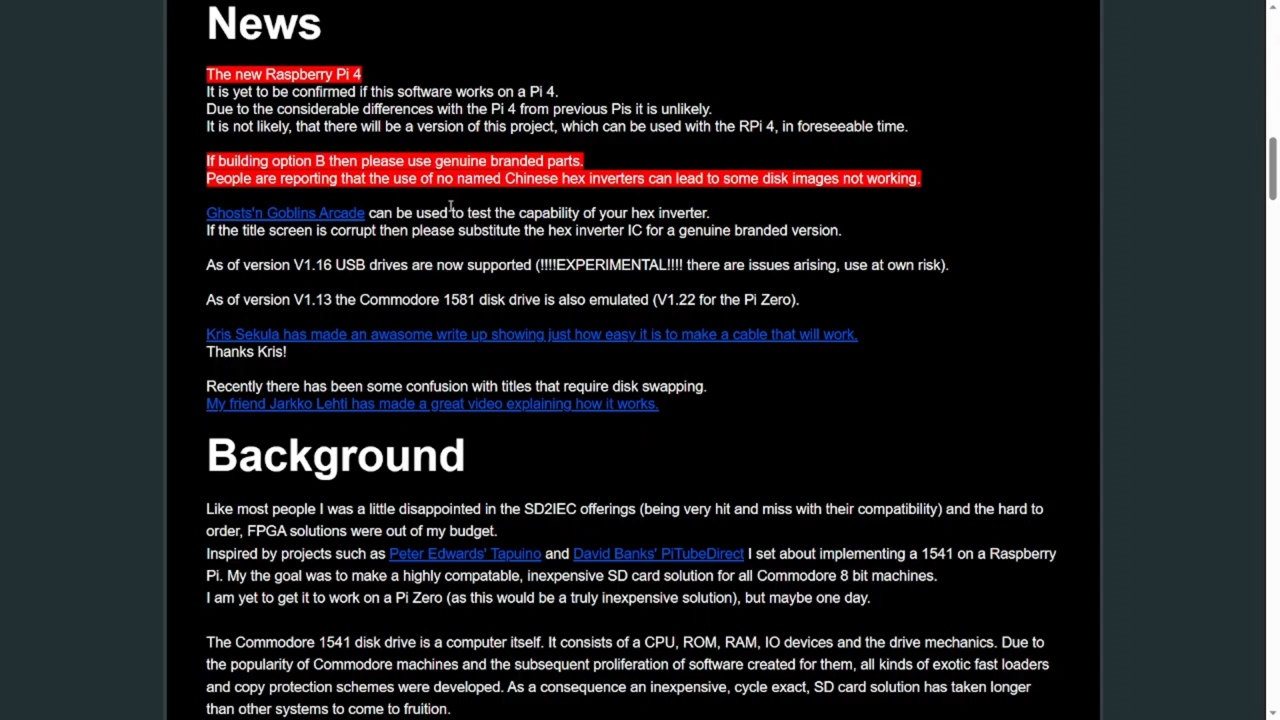 News
The new Raspberry Pi 4
It is yet to be confirmed if this software works on a Pi 4.
Due to the considerable differences with the Pi 4 from previous Pis it is unlikely.
It is not likely, that there will be a version of this project, which can be used with the RPi 4, in foreseeable time.
If building option B then please use genuine branded parts.
People are reporting that the use of no named Chinese hex inverters can lead to some disk images not working.
Ghosts'n Goblins Arcade can be used to test the capability of your hex inverter.
If the title screen is corrupt then please substitute the hex inverter IC for a genuine branded version.
As of version V1.16 USB drives are now supported (!!!!EXPERIMENTAL!!!! there are issues arising, use at own risk).
As of version V1.13 the Commodore 1581 disk drive is also emulated (V1.22 for the Pi Zero).
Kris Sekula has made an awasome write up showing just how easy it is to make a cable that will work.
Thanks Kris!
Recently there has been some confusion with titles that require disk swapping.
My friend Jarkko Lehti has made a great video explaining how it works.
Background
Like most people I was a little disappointed in the SD2IEC offerings (being very hit and miss with their compatibility) and the hard to
order, FPGA solutions were out of my budget.
Inspired by projects such as Peter Edwards' Tapuino and David Banks' PiTubeDirect I set about implementing a 1541 on a Raspberry
Pi. My the goal was to make a highly compatable, inexpensive SD card solution for all Commodore 8 bit machines.
I am yet to get it to work on a Pi Zero (as this would be a truly inexpensive solution), but maybe one day.
The Commodore 1541 disk drive is a computer itself. It consists of a CPU, ROM, RAM, IO devices and the drive mechanics. Due to
the popularity of Commodore machines and the subsequent proliferation of software created for them, all kinds of exotic fast loaders
and copy protection schemes were developed. As a consequence an inexpensive, cycle exact, SD card solution has taken longer
than other systems to come to fruition.